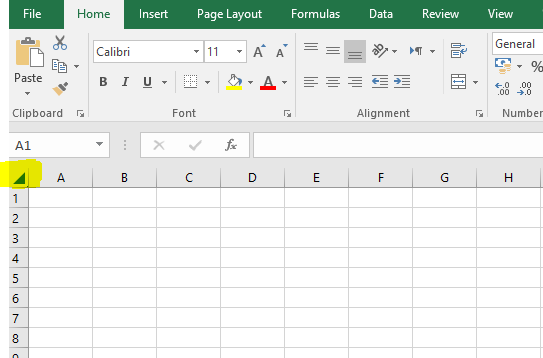 File Home Insert Page Layout Formulas Data Review View
Calibri 11 General
Paste B I U A %
Clipboard Font Alignment Number
A1 fx
A B C D E F G H
1
2
3
4
5
6
7
8